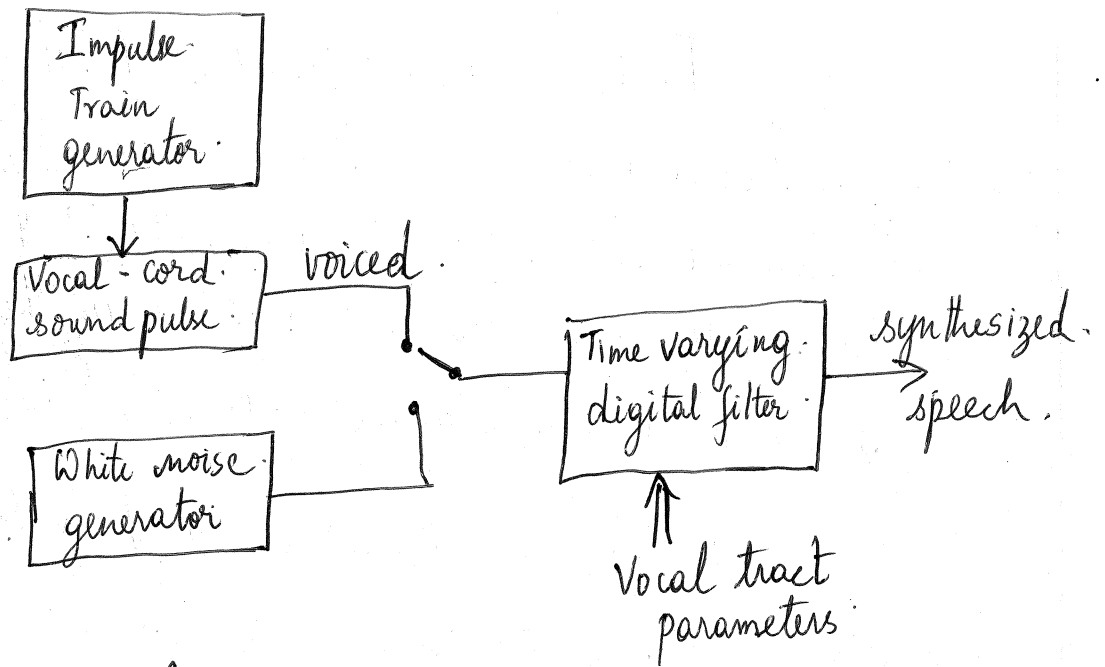 Impulse
Train
generator
Vocal-cord
sound pulse
voiced
Time varying
digital filter
synthesized
speech.
White noise
generator
Vocal tract
parameters